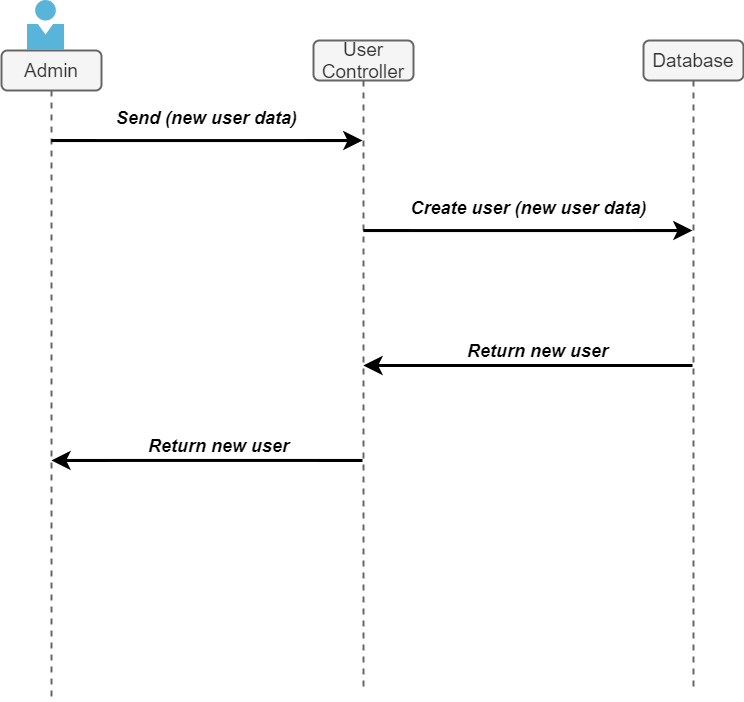 Admin
User
Controller
Database
Send (new user data)
Create user (new user data)
Return new user
Return new user